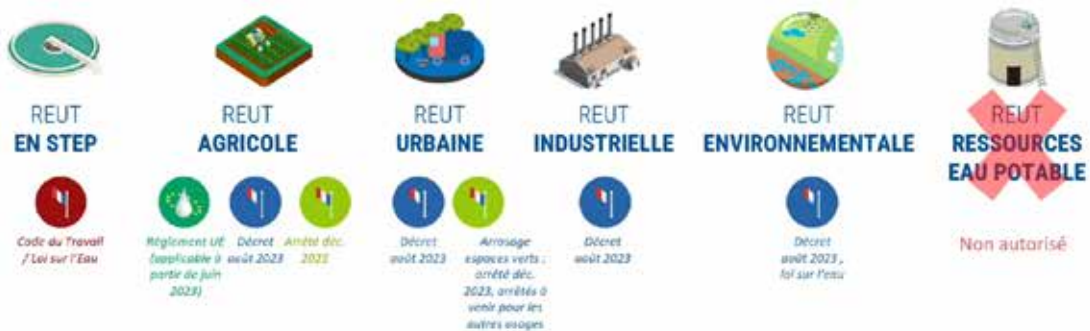 REUT
EN STEP
REUT
AGRICOLE
REUT
URBAINE
REUT
INDUSTRIELLE
REUT
ENVIRONNEMENTALE
REUT
RESSOURCES
EAU POTABLE
Code du Travail
/ Loi sur l'Eau
Règlement UE
(applicable à
partir de juin
2023)
Décret
août 2023
Arrêté déc.
2023
Décret
août 2023
Arrosage
espaces verts :
arrêté déc.
2023, arrêtés à
venir pour les
autres usages
Décret
août 2023
Décret
août 2023 ,
loi sur l'eau
Non autorisé